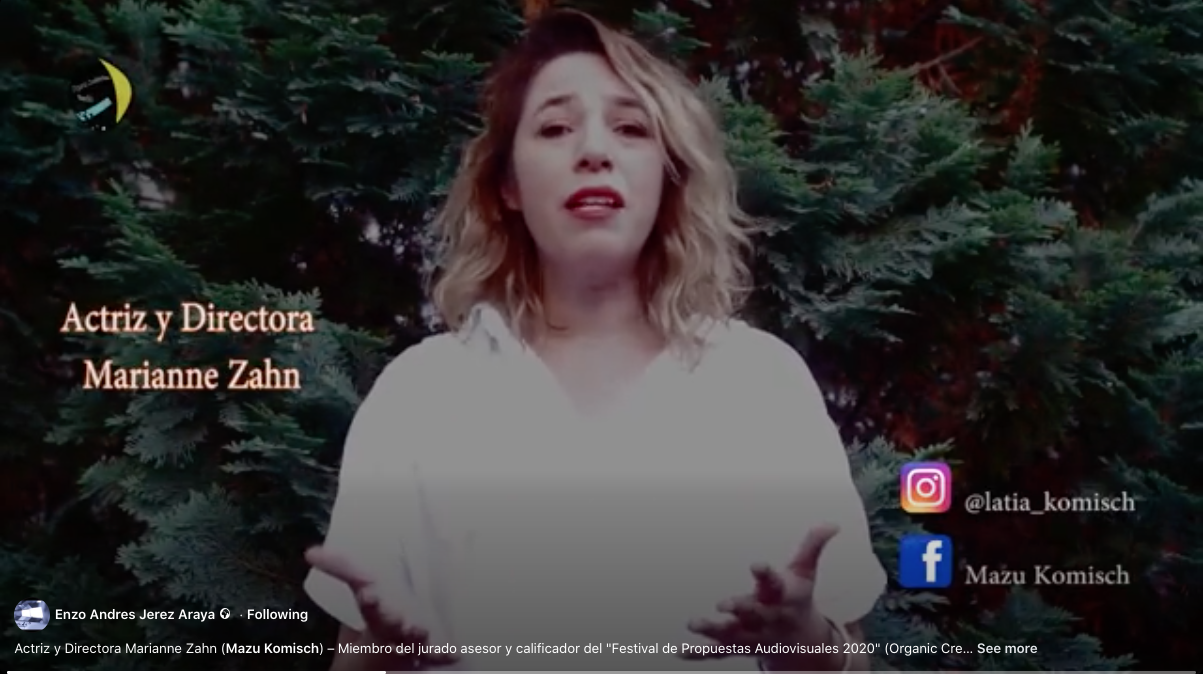 Actriz y Directora
Marianne Zahn
@latia_komisch
Mazu Komisch
Enzo Andres Jerez Araya · Following
Actriz y Directora Marianne Zahn (Mazu Komisch) – Miembro del jurado asesor y calificador del "Festival de Propuestas Audiovisuales 2020" (Organic Cre... See more